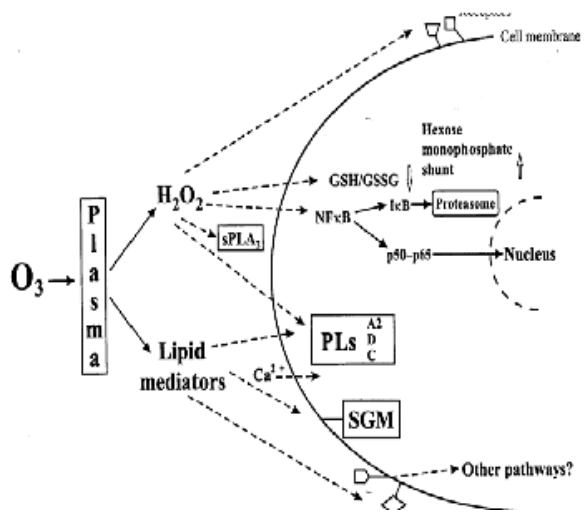 Cell membrane
Hexose
monophosphate
shunt
GSH/GSSG
H₂O₂
IκB
Proteasome
NFκB
sPLA₂
p50–p65
Nucleus
O₃
Plasma
A2
PLs
D
C
Lipid
mediators
Ca²⁺
SGM
Other pathways?